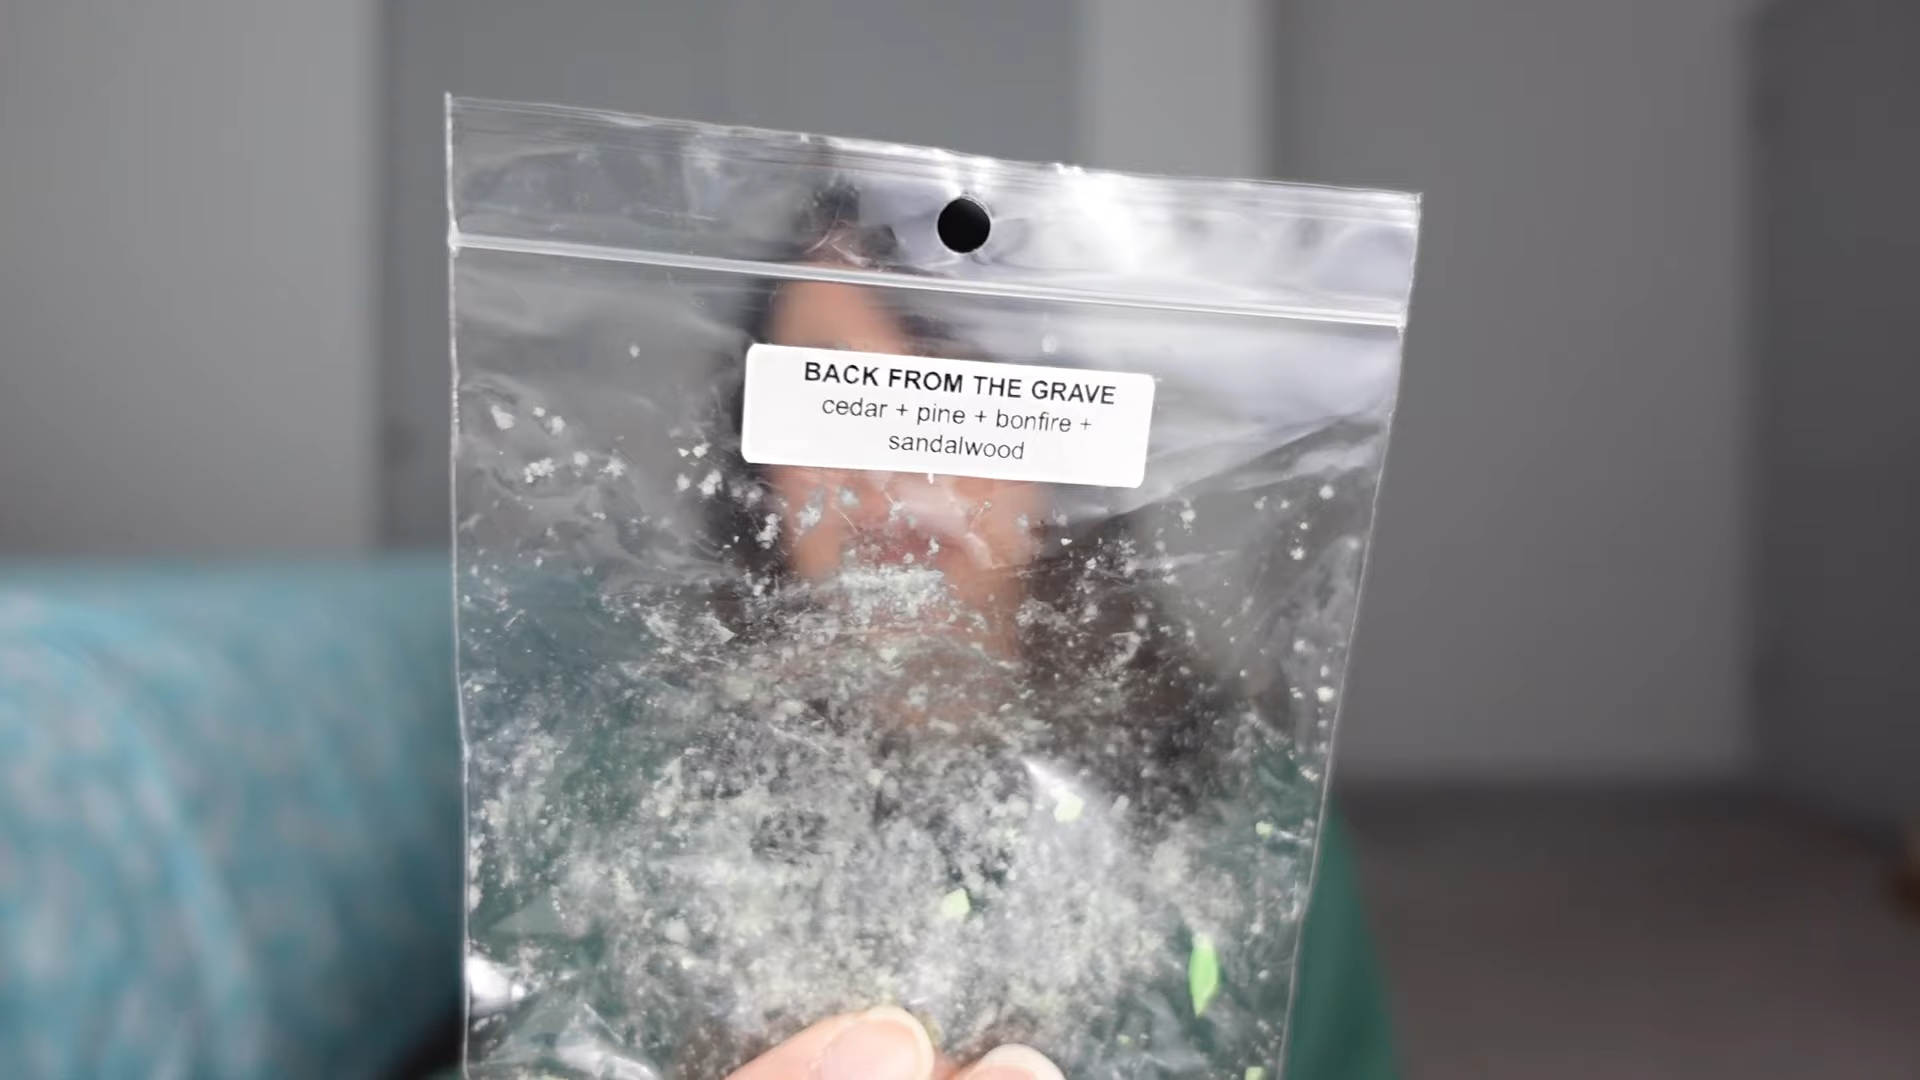 BACK FROM THE GRAVE
cedar + pine + bonfire +
sandalwood